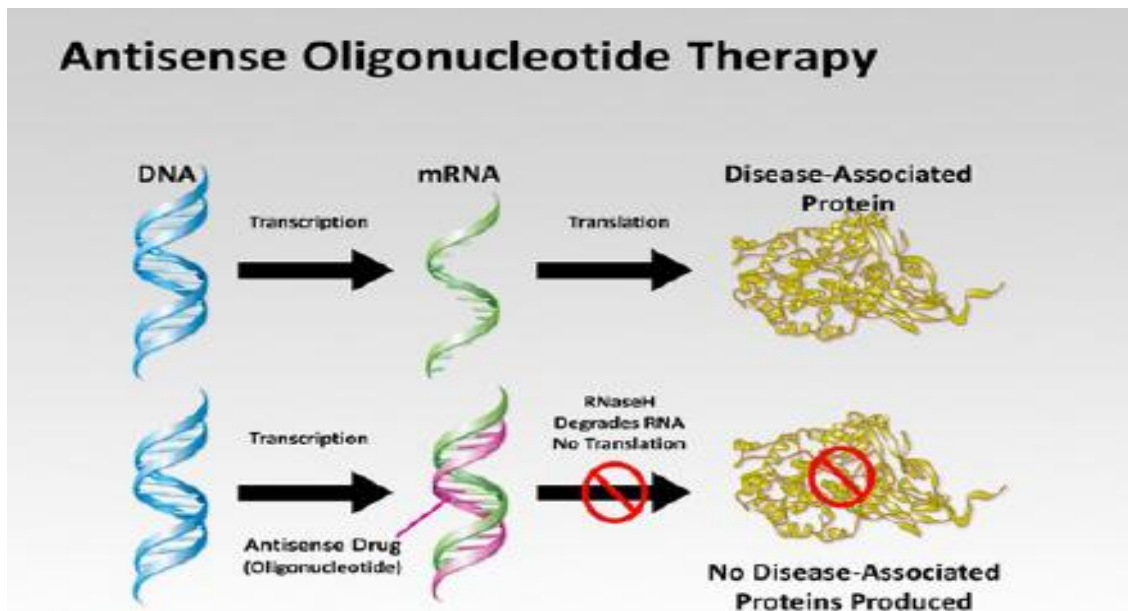 Antisense Oligonucleotide Therapy
DNA
mRNA
Disease-Associated
Protein
Transcription
Translation
Transcription
RNaseH
Degrades RNA
No Translation
Antisense Drug
(Oligonucleotide)
No Disease-Associated
Proteins Produced